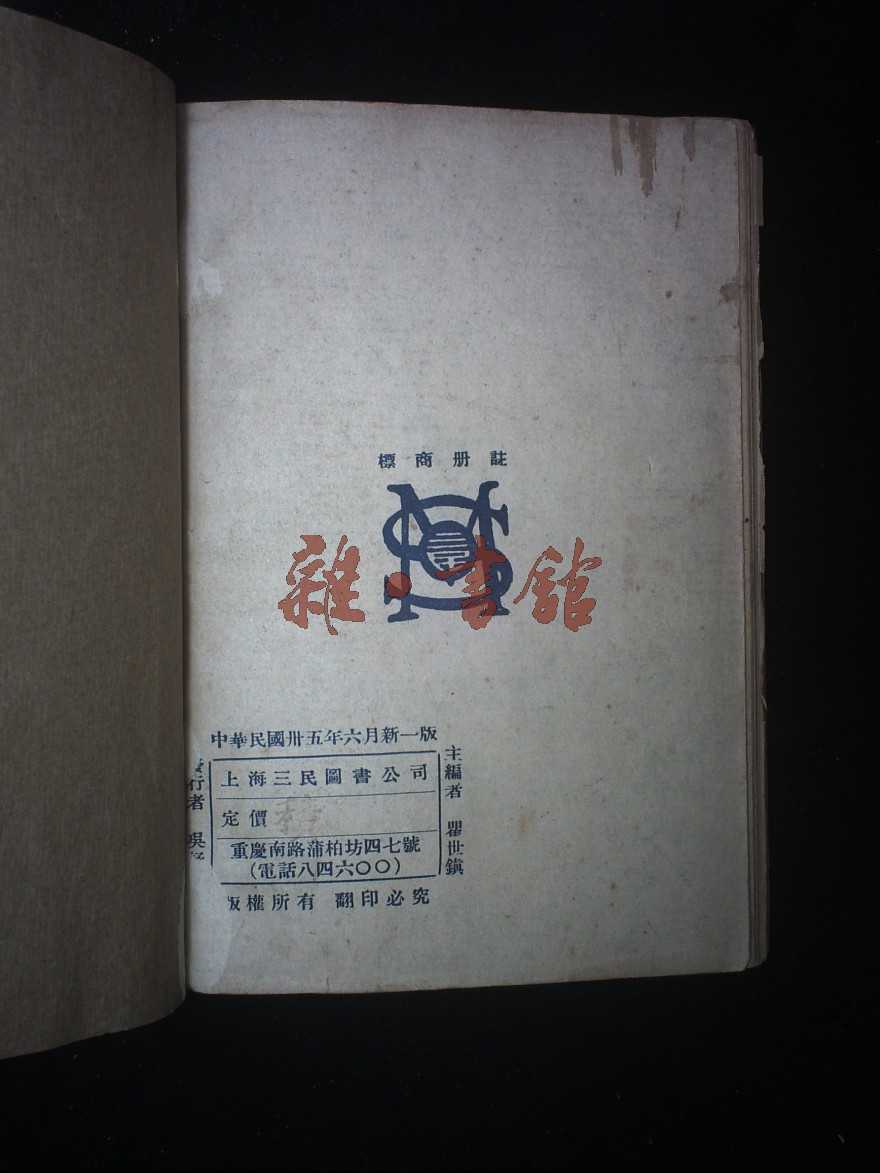 標商册註
雜·書館
中華民國卅五年六月新一版
主編者 瞿世鎮
上海三民圖書公司
定價
重慶南路蒲柏坊四七號
(電話八四六〇〇)
行者 吳
版權所有 翻印必究